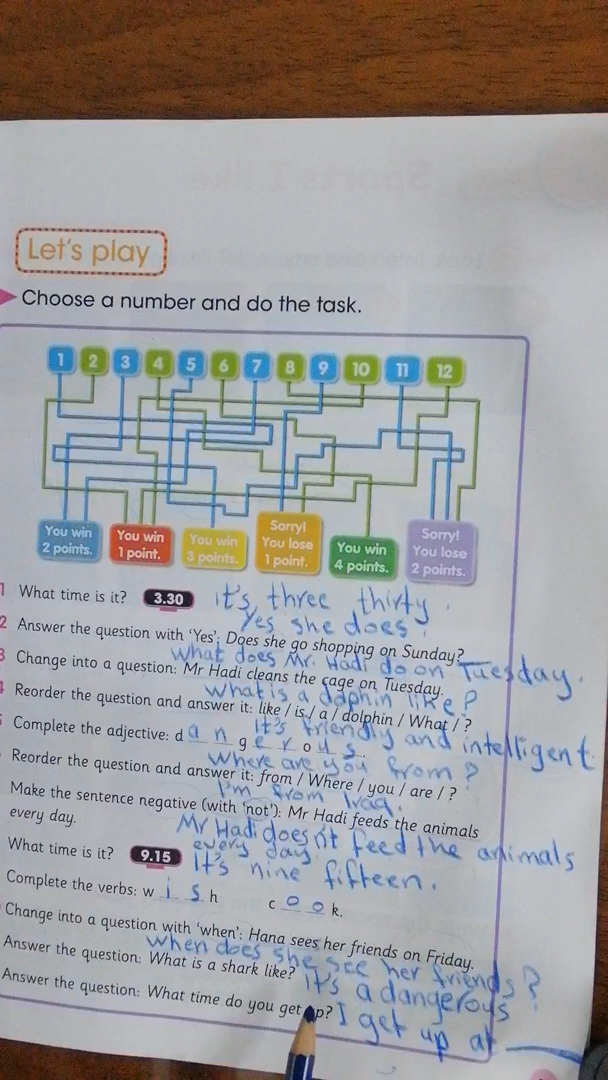 Let's play
Choose a number and do the task.
1 2 3 4 5 6 7 8 9 10 11 12
You win 2 points.
You win 1 point.
You win 3 points.
Sorry! You lose 1 point.
You win 4 points.
Sorry! You lose 2 points.
1 What time is it? 3.30 it's three thirty.
Yes she does.
2 Answer the question with 'Yes': Does she go shopping on Sunday?
What does Mr. Hadi do on Tuesday.
3 Change into a question: Mr Hadi cleans the cage on Tuesday.
What is a daphin like?
4 Reorder the question and answer it: like / is / a / dolphin / What / ?
It's friendly and intelligent
5 Complete the adjective: d a n g e r o u s.
Where are you from?
Reorder the question and answer it: from / Where / you / are / ?
I'm from Iraq.
Make the sentence negative (with 'not'): Mr Hadi feeds the animals
every day. Mr Hadi does n't feed the animals
every day.
What time is it? 9.15 It's nine fifteen.
Complete the verbs: w i s h c o o k.
Change into a question with 'when': Hana sees her friends on Friday.
When does she see her friends?
Answer the question: What is a shark like? It's a dangerous
Answer the question: What time do you get up? I get up at